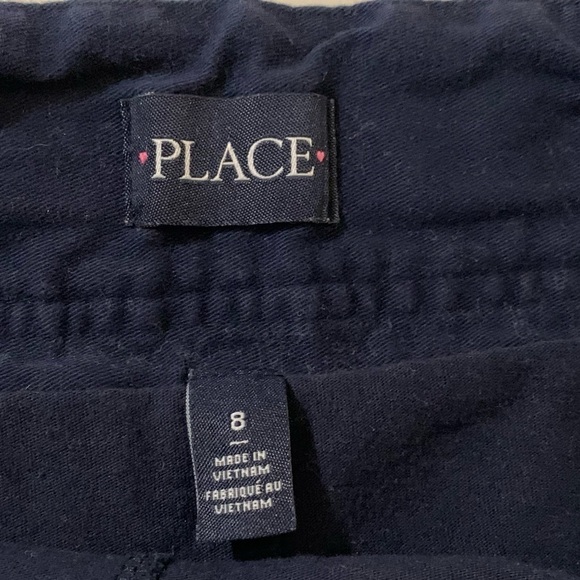 PLACE
8
MADE IN
VIETNAM
FABRIQUÉ AU
VIETNAM